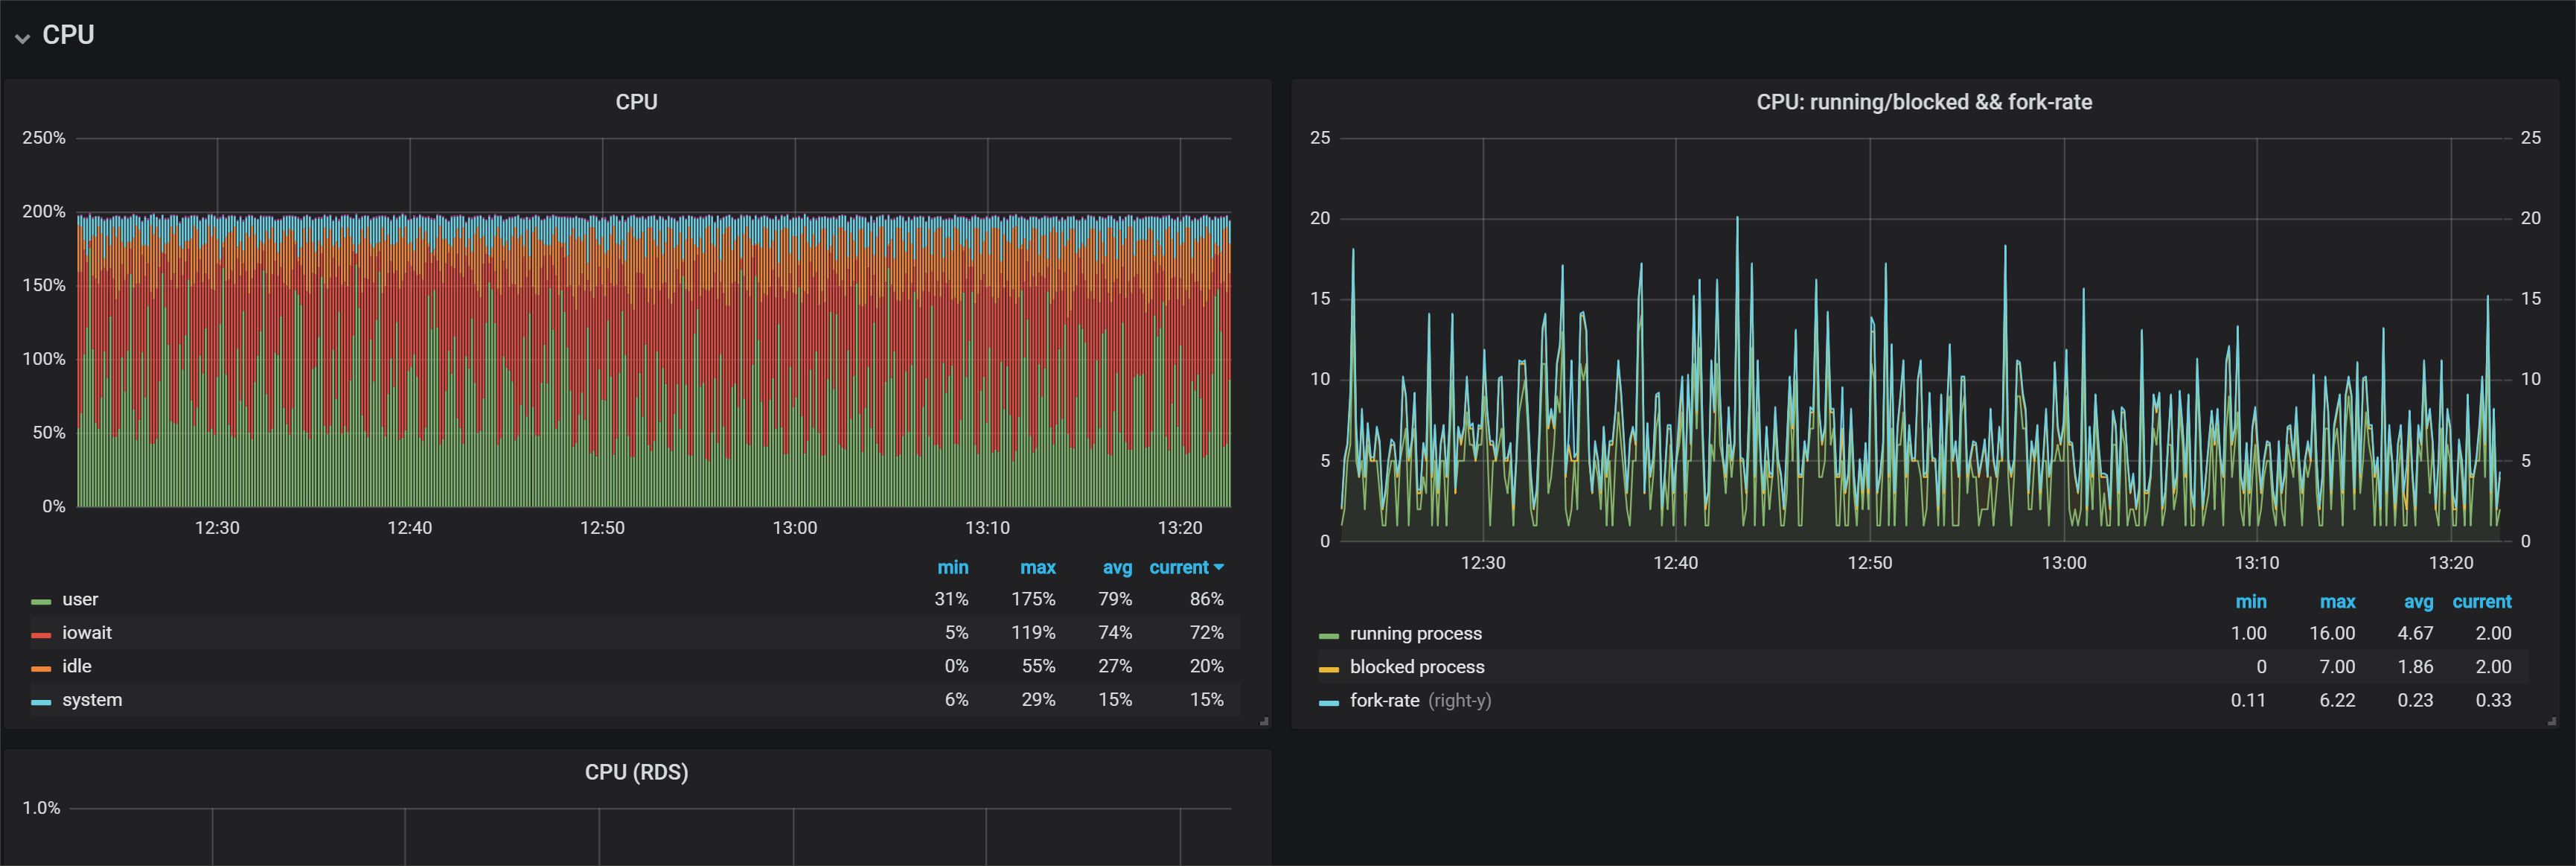 CPU
CPU
250%
200%
150%
100%
50%
0%
12:30 12:40 12:50 13:00 13:10 13:20
min max avg current
user 31% 175% 79% 86%
iowait 5% 119% 74% 72%
idle 0% 55% 27% 20%
system 6% 29% 15% 15%
CPU: running/blocked && fork-rate
25 25
20 20
15 15
10 10
5 5
0 0
12:30 12:40 12:50 13:00 13:10 13:20
min max avg current
running process 1.00 16.00 4.67 2.00
blocked process 0 7.00 1.86 2.00
fork-rate (right-y) 0.11 6.22 0.23 0.33
CPU (RDS)
1.0%